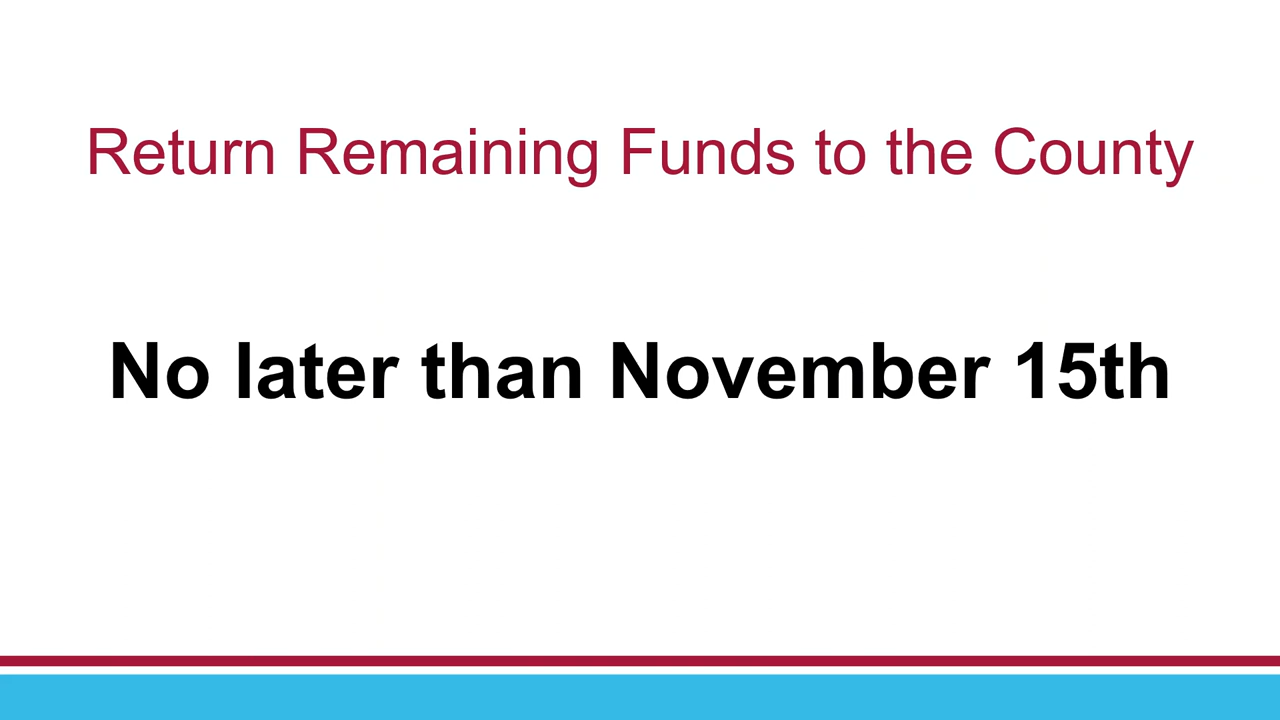 Return Remaining Funds to the County
No later than November 15th